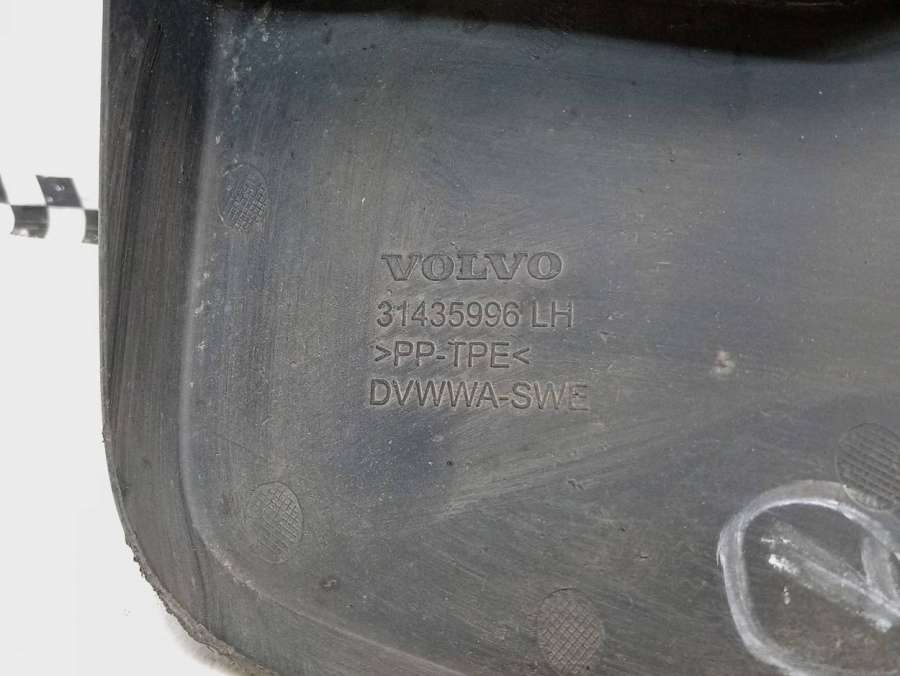 VOLVO
31435996 LH
>PP-TPE<
DVWWA-SWE